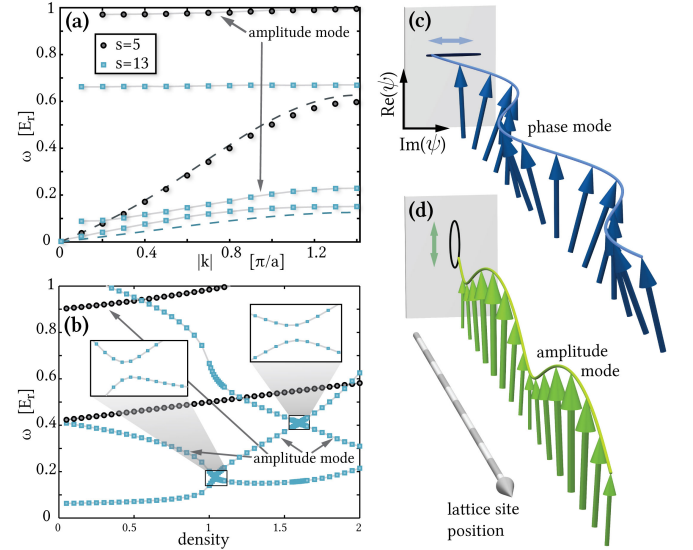 (a)
amplitude mode
s=5
s=13
1
0.8
0.6
0.4
0.2
0
ω [Eᵣ]
0 0.4 0.8 1.2
|k| [π/a]
(b)
1
0.8
0.6
0.4
0.2
0
ω [Eᵣ]
amplitude mode
0 0.5 1 1.5 2
density
(c)
Re(ψ)
Im(ψ)
phase mode
(d)
amplitude
mode
lattice site
position